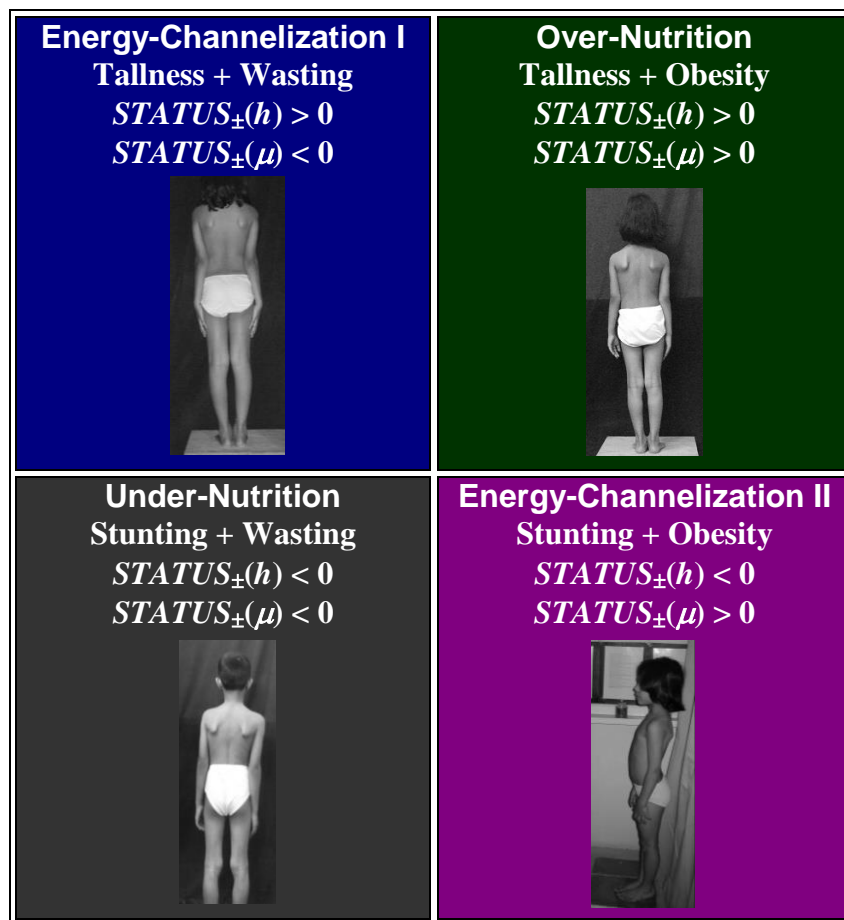 Energy-Channelization I
Tallness + Wasting
STATUS±(h) > 0
STATUS±(μ) < 0
Over-Nutrition
Tallness + Obesity
STATUS±(h) > 0
STATUS±(μ) > 0
Under-Nutrition
Stunting + Wasting
STATUS±(h) < 0
STATUS±(μ) < 0
Energy-Channelization II
Stunting + Obesity
STATUS±(h) < 0
STATUS±(μ) > 0